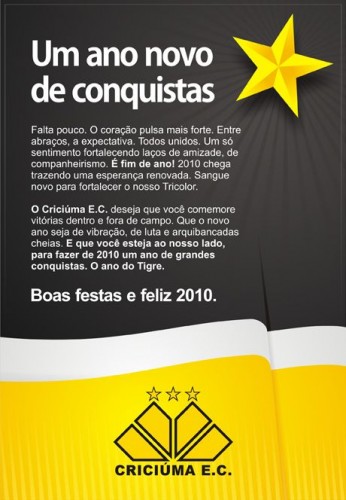 Um ano novo
de conquistas
Falta pouco. O coração pulsa mais forte. Entre
abraços, a expectativa. Todos unidos. Um só
sentimento fortalecendo laços de amizade, de
companheirismo. É fim de ano! 2010 chega
trazendo uma esperança renovada. Sangue
novo para fortalecer o nosso Tricolor.
O Criciúma E.C. deseja que você comemore
vitórias dentro e fora de campo. Que o novo
ano seja de vibração, de luta e arquibancadas
cheias. E que você esteja ao nosso lado,
para fazer de 2010 um ano de grandes
conquistas. O ano do Tigre.
Boas festas e feliz 2010.
CRICIÚMA E.C.